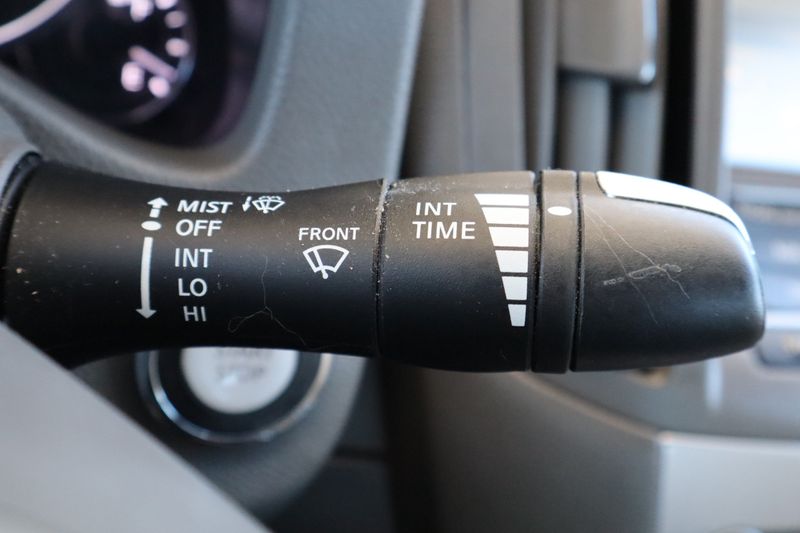 MIST
OFF
INT
LO
HI
FRONT
INT
TIME